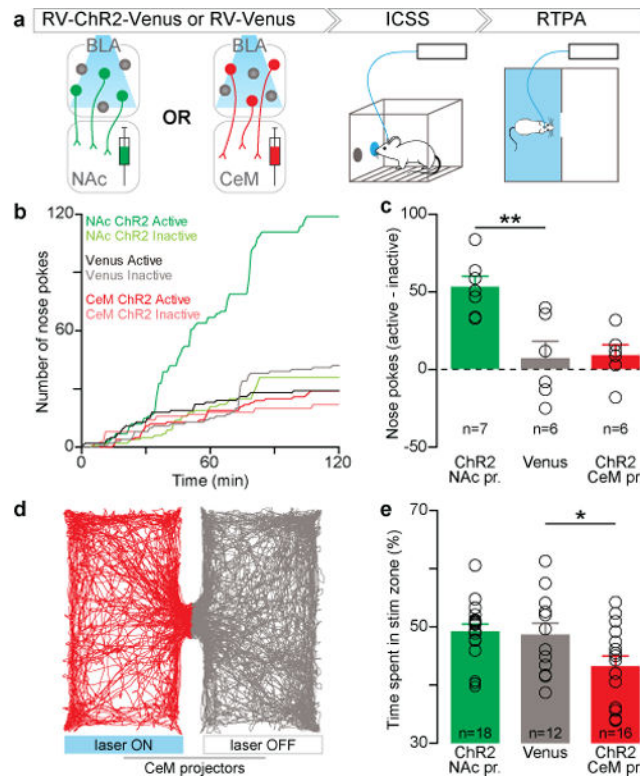 a
RV-ChR2-Venus or RV-Venus
ICSS
RTPA
BLA
BLA
OR
NAc
CeM
b
120
60
0
Number of nose pokes
NAc ChR2 Active
NAc ChR2 Inactive
Venus Active
Venus Inactive
CeM ChR2 Active
CeM ChR2 Inactive
0
60
120
Time (min)
c
**
100
50
0
-50
Nose pokes (active - inactive)
n=7
n=6
n=6
ChR2
NAc pr.
Venus
ChR2
CeM pr.
d
laser ON
laser OFF
CeM projectors
e
*
70
50
30
Time spent in stim zone (%)
n=18
n=12
n=16
ChR2
NAc pr.
Venus
ChR2
CeM pr.